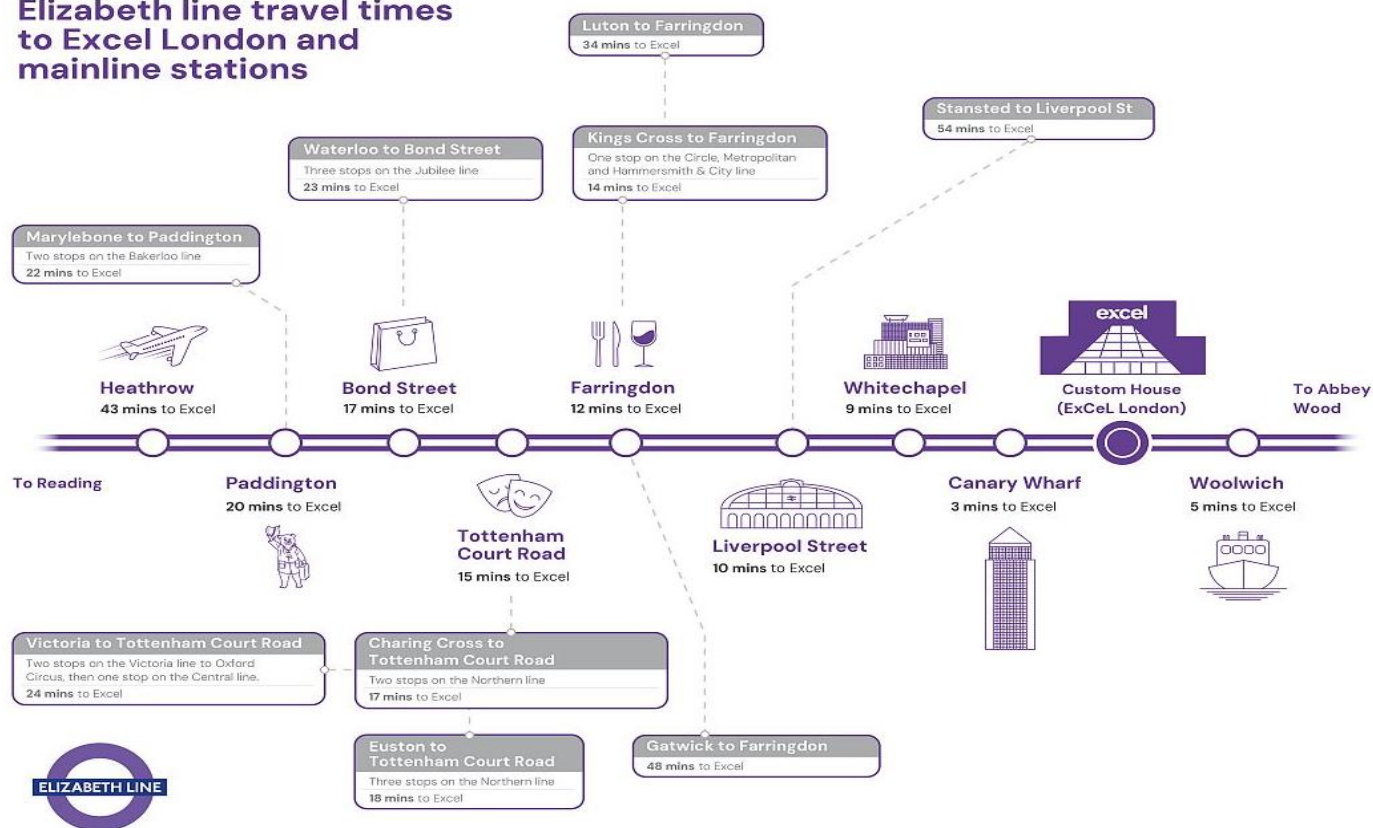 Elizabeth line travel times
to Excel London and
mainline stations
Luton to Farringdon
34 mins to Excel
Stansted to Liverpool St
54 mins to Excel
Kings Cross to Farringdon
One stop on the Circle, Metropolitan
and Hammersmith & City line
14 mins to Excel
Waterloo to Bond Street
Three stops on the Jubilee line
23 mins to Excel
Marylebone to Paddington
Two stops on the Bakerloo line
22 mins to Excel
excel
Heathrow
43 mins to Excel
Bond Street
17 mins to Excel
Farringdon
12 mins to Excel
Whitechapel
9 mins to Excel
Custom House
(ExCeL London)
To Abbey
Wood
To Reading
Paddington
20 mins to Excel
Tottenham
Court Road
15 mins to Excel
Liverpool Street
10 mins to Excel
Canary Wharf
3 mins to Excel
Woolwich
5 mins to Excel
Victoria to Tottenham Court Road
Two stops on the Victoria line to Oxford
Circus, then one stop on the Central line.
24 mins to Excel
Charing Cross to
Tottenham Court Road
Two stops on the Northern line
17 mins to Excel
Euston to
Tottenham Court Road
Three stops on the Northern line
18 mins to Excel
Gatwick to Farringdon
48 mins to Excel
ELIZABETH LINE